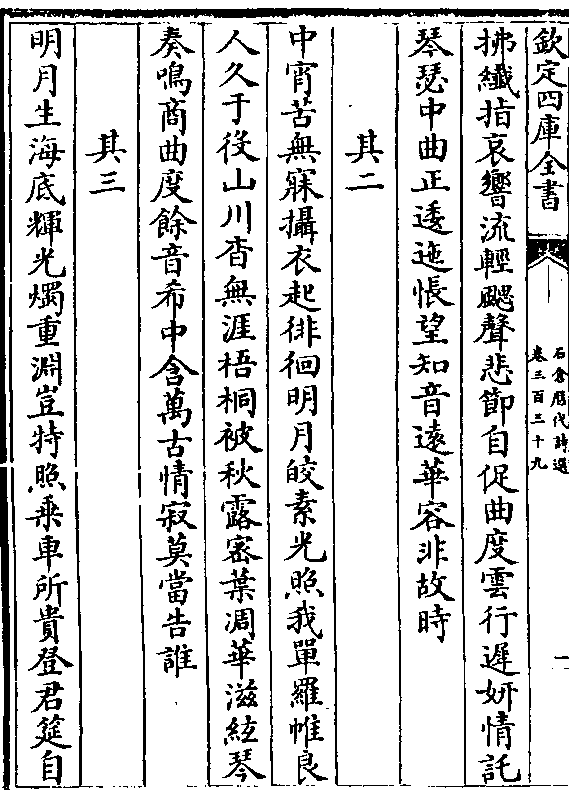 欽定四庫全書
石倉歷代詩選
卷三百三十九
一
拂纖指哀響流輕颸聲悲節自促曲度雲行遲妍情託
琴瑟中曲正逶迤悵望知音遠華容非故時
其二
中宵苦無寐攝衣起徘徊明月皎素光照我單羅帷良
人久于役山川杳無涯梧桐被秋露密葉凋華滋絃琴
奏鳴商曲度餘音希中含萬古情寂莫當告誰
其三
明月生海底輝光燭重淵豈特照乗車所貴登君筵自